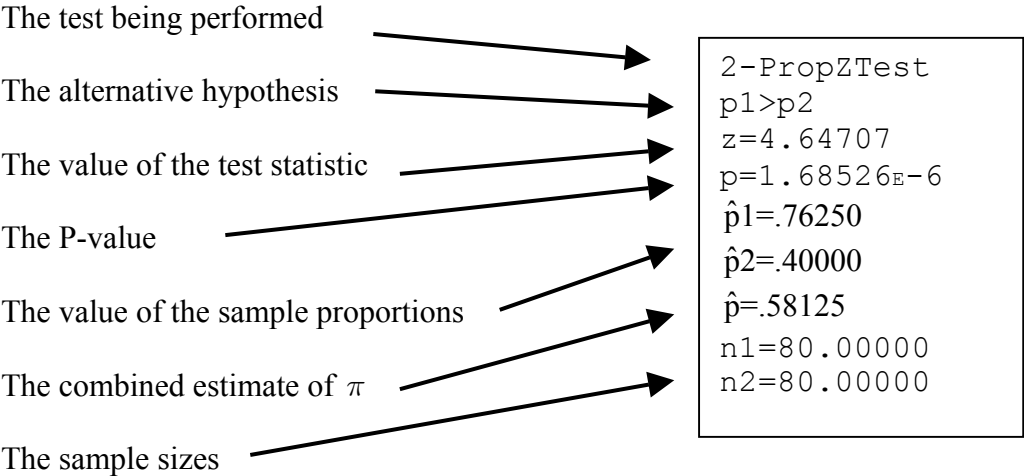 The test being performed
The alternative hypothesis
The value of the test statistic
The P-value
The value of the sample proportions
The combined estimate of π
The sample sizes
2-PropZTest
p1>p2
z=4.64707
p=1.68526ᴇ-6
p̂1=.76250
p̂2=.40000
p̂=.58125
n1=80.00000
n2=80.00000